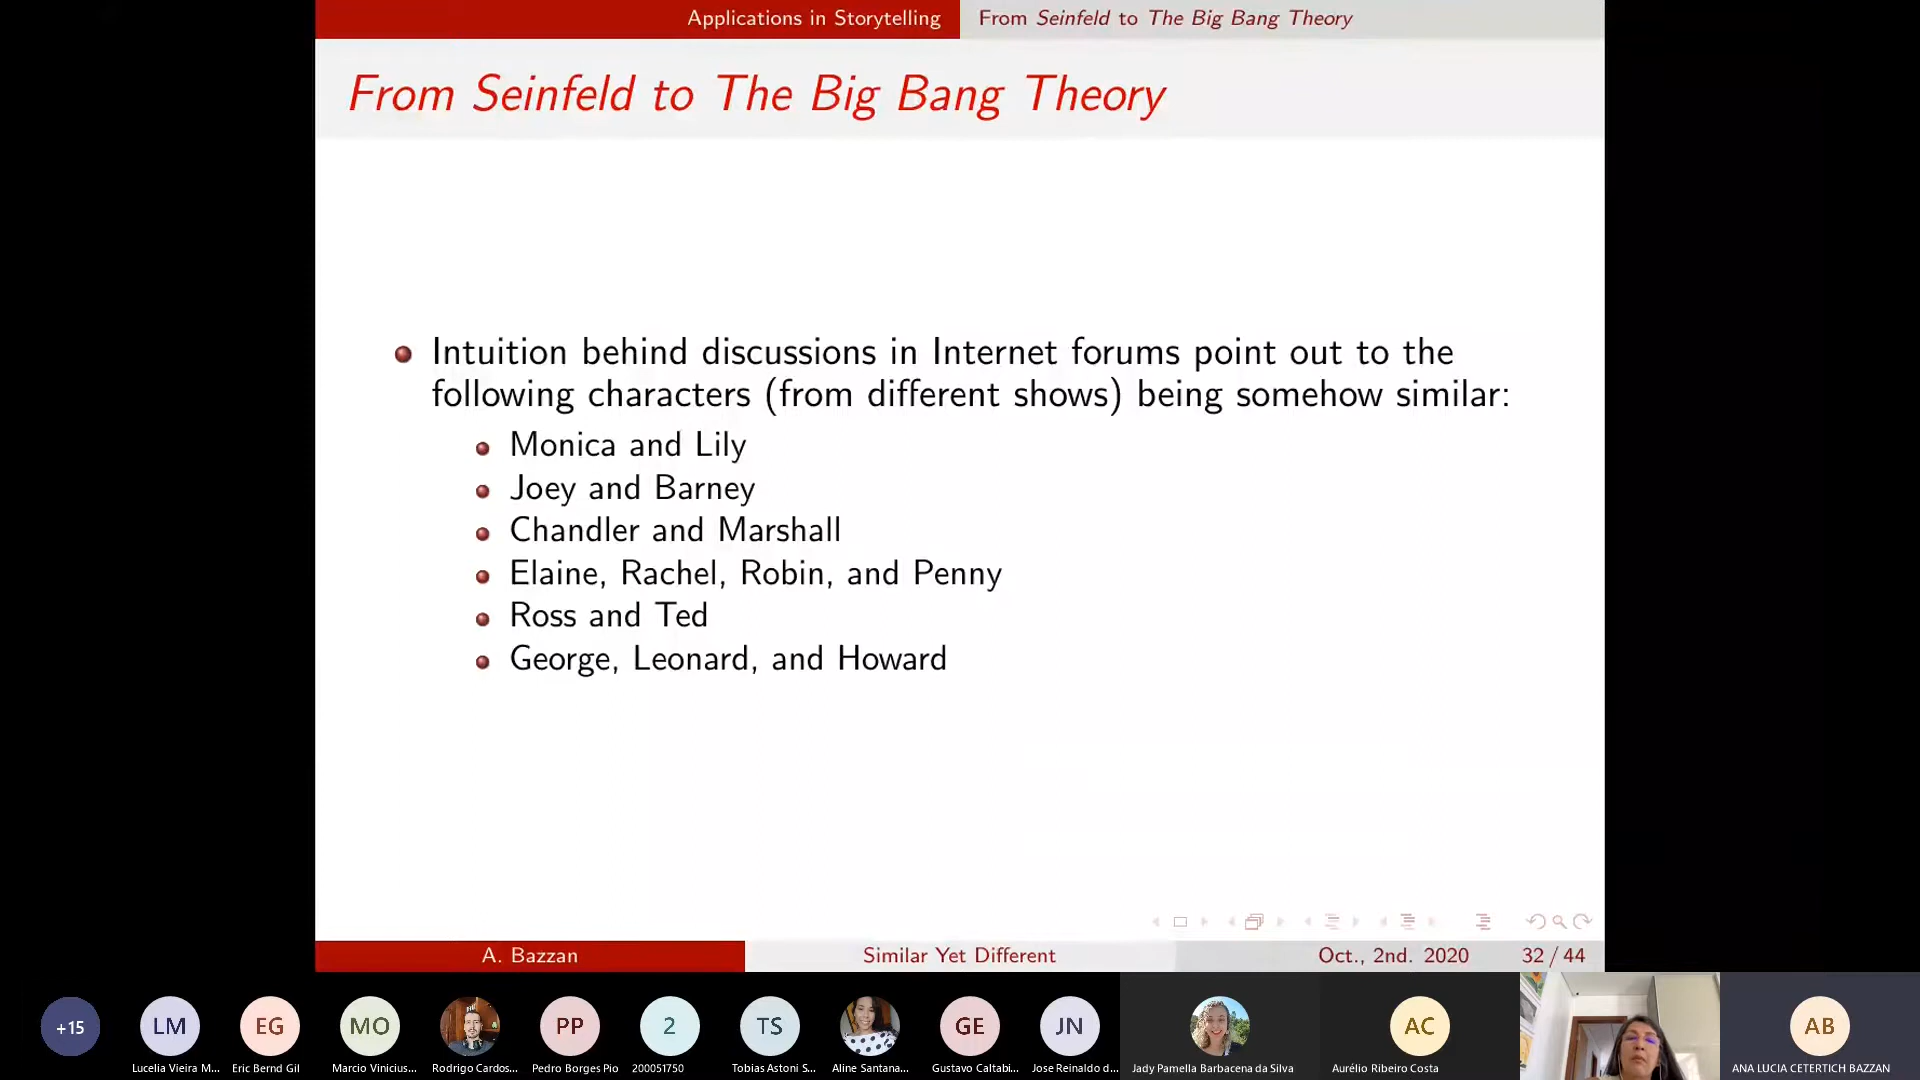 Applications in Storytelling
From Seinfeld to The Big Bang Theory
From Seinfeld to The Big Bang Theory
Intuition behind discussions in Internet forums point out to the
following characters (from different shows) being somehow similar:
Monica and Lily
Joey and Barney
Chandler and Marshall
Elaine, Rachel, Robin, and Penny
Ross and Ted
George, Leonard, and Howard
A. Bazzan
Similar Yet Different
Oct., 2nd. 2020
32 / 44
+15
LM
EG
MO
PP
2
TS
GE
JN
AC
AB
Lucelia Vieira M...
Eric Bernd Gil
Marcio Vinicius...
Rodrigo Cardos...
Pedro Borges Pio
200051750
Tobias Astoni S...
Aline Santana...
Gustavo Caltabi...
Jose Reinaldo d...
Jady Pamella Barbacena da Silva
Aurélio Ribeiro Costa
ANA LUCIA CETERTICH BAZZAN